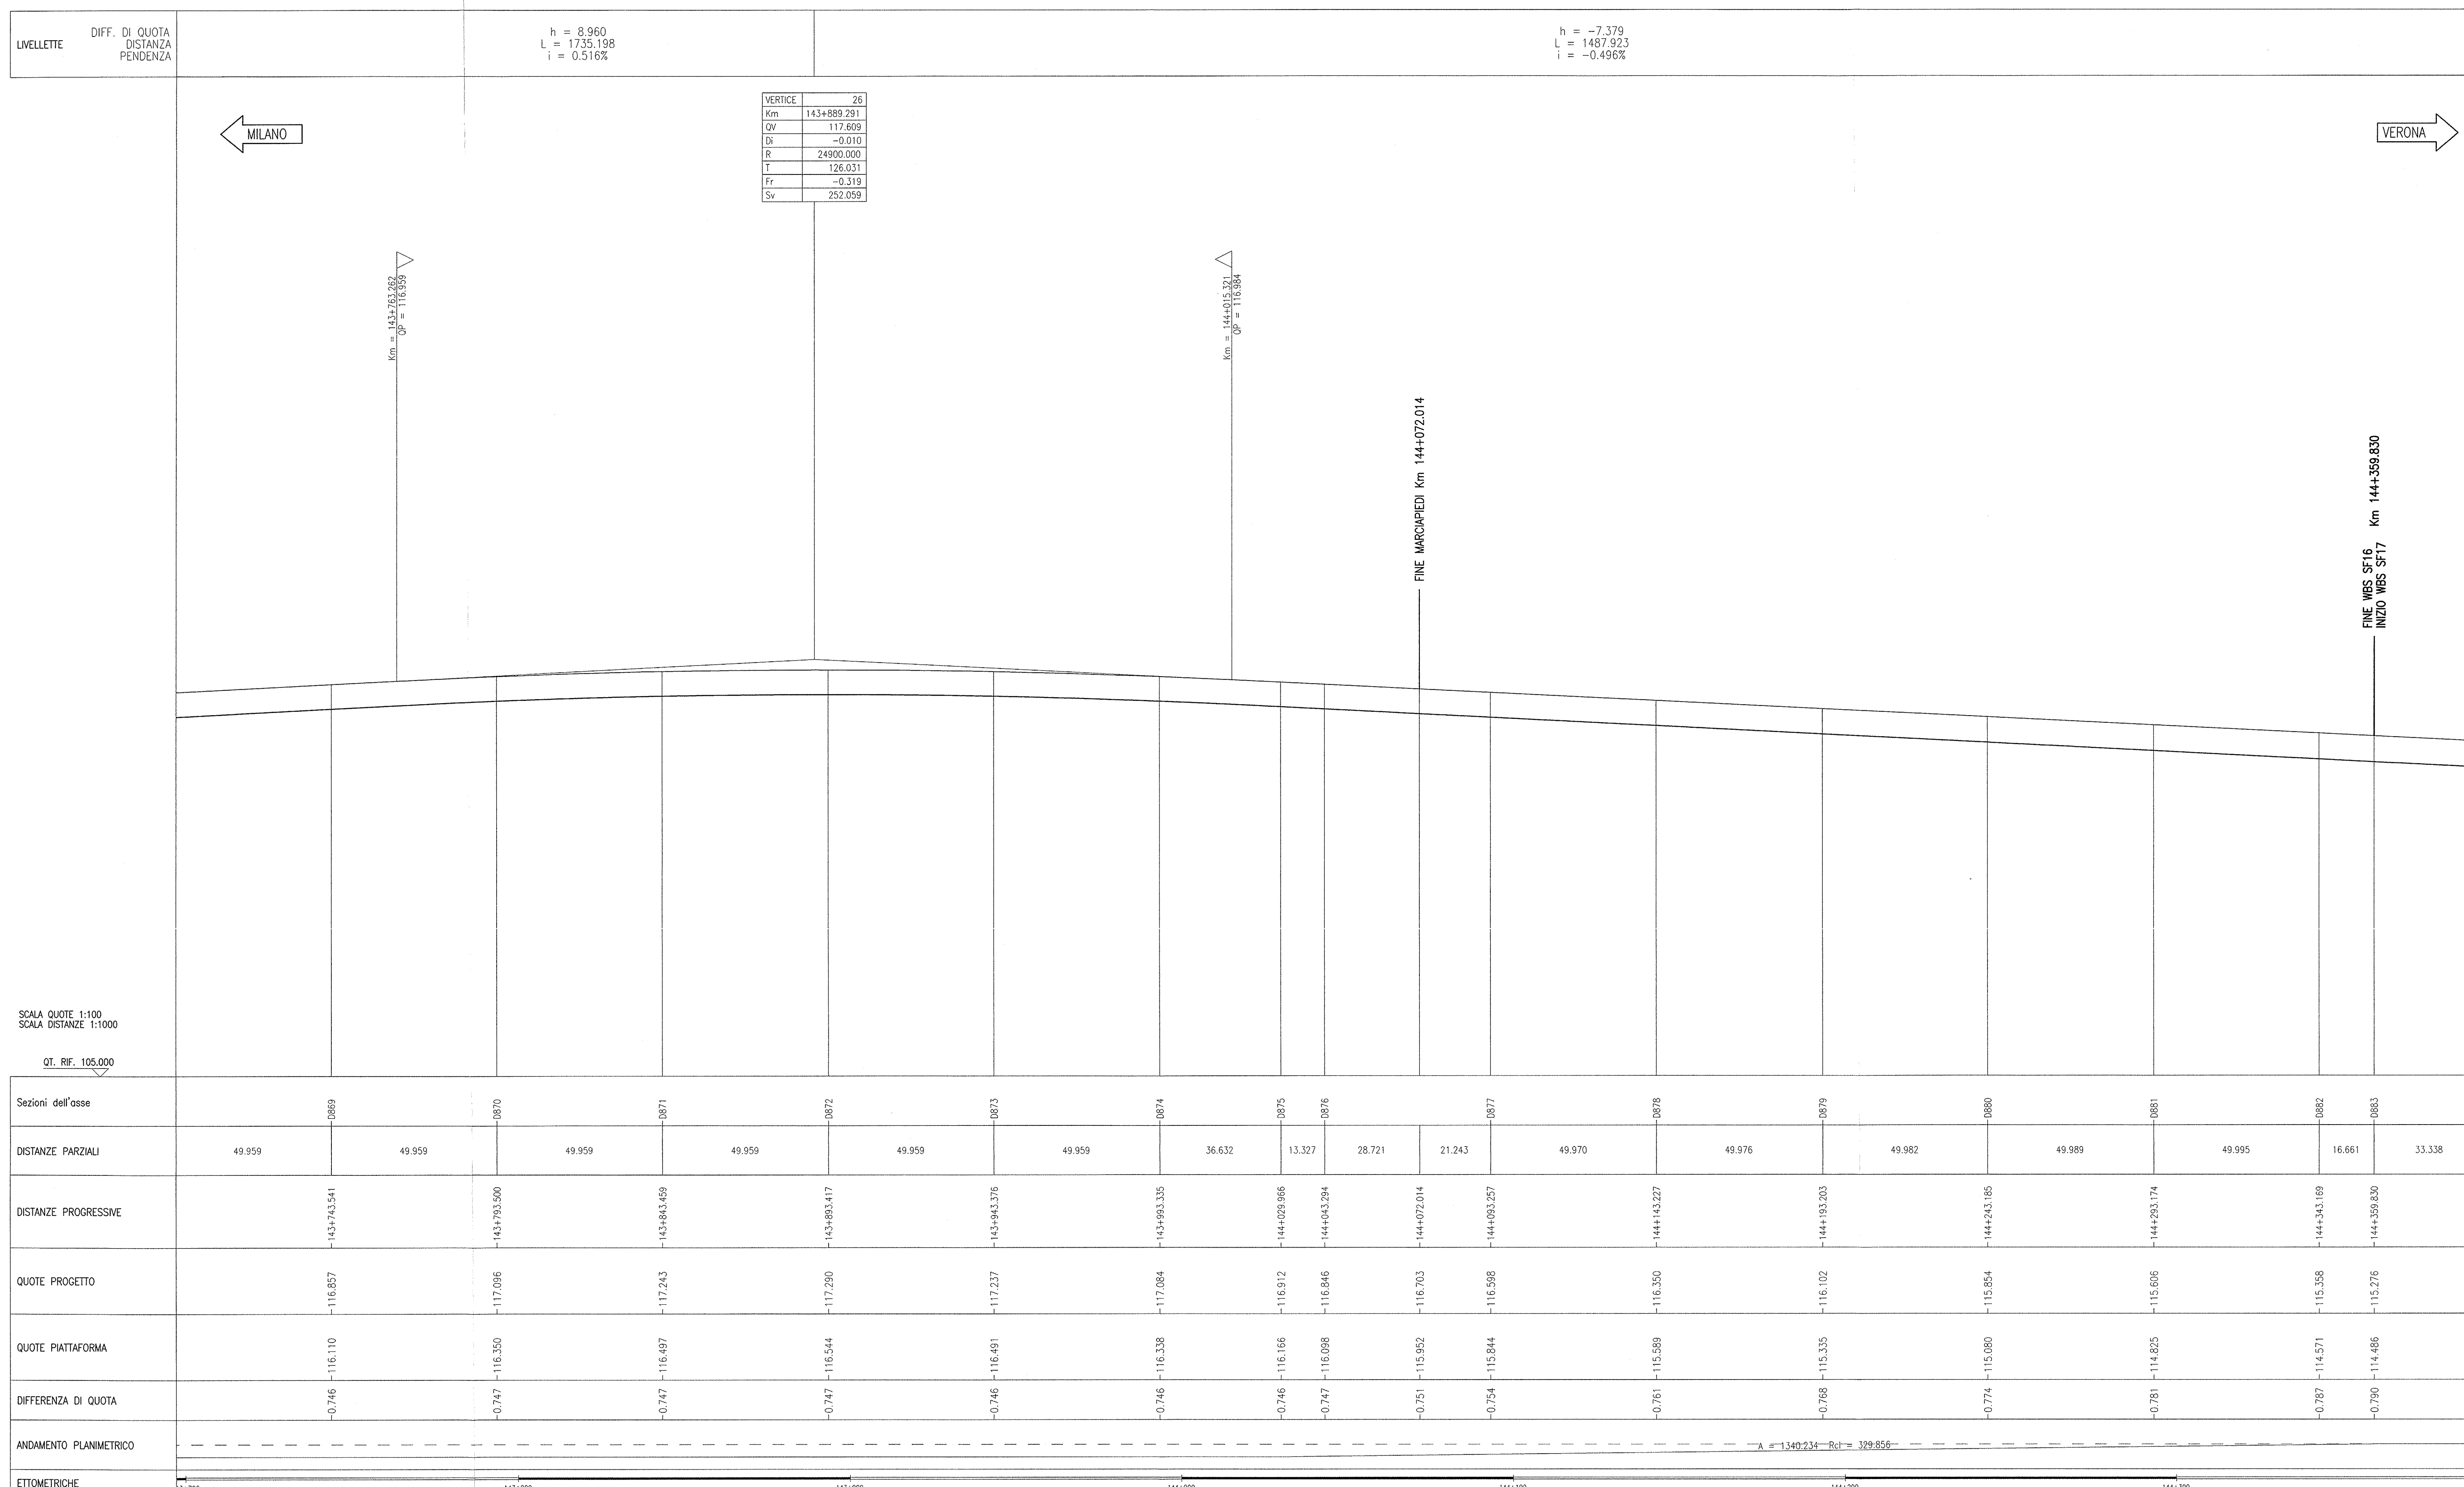 LIVELLETTE
DIFF. DI QUOTA
DISTANZA
PENDENZA
h = 8.960
L = 1735.198
i = 0.516%
h = -7.379
L = 1487.923
i = -0.496%
MILANO
VERTICE 26
Km 143+889.291
QV 117.609
Di -0.010
R 24900.000
T 126.031
Fr -0.319
Sv 252.059
VERONA
Km = 143+763.262
QP = 116.959
Km = 144+015.321
QP = 116.984
FINE MARCIAPIEDI Km 144+072.014
FINE WBS SF16
INIZIO WBS SF17 Km 144+359.830
SCALA QUOTE 1:100
SCALA DISTANZE 1:1000
QT. RIF. 105.000
Sezioni dell'asse D869 D870 D871 D872 D873 D874 D875 D876 D877 D878 D879 D880 D881 D882 D883
DISTANZE PARZIALI 49.959 49.959 49.959 49.959 49.959 49.959 36.632 13.327 28.721 21.243 49.970 49.976 49.982 49.989 49.995 16.661 33.338
DISTANZE PROGRESSIVE 143+743.541 143+793.500 143+843.459 143+893.417 143+943.376 143+993.335 144+029.966 144+043.294 144+072.014 144+093.257 144+143.227 144+193.203 144+243.185 144+293.174 144+343.169 144+359.830
QUOTE PROGETTO 116.857 117.096 117.243 117.290 117.237 117.084 116.912 116.846 116.703 116.598 116.350 116.102 115.854 115.606 115.358 115.276
QUOTE PIATTAFORMA 116.110 116.350 116.497 116.544 116.491 116.338 116.166 116.098 115.952 115.844 115.589 115.335 115.080 114.825 114.571 114.486
DIFFERENZA DI QUOTA 0.746 0.747 0.747 0.747 0.746 0.746 0.746 0.747 0.751 0.754 0.761 0.768 0.774 0.781 0.787 0.790
ANDAMENTO PLANIMETRICO A = 1340.234 Rcl = 329.856
ETTOMETRICHE